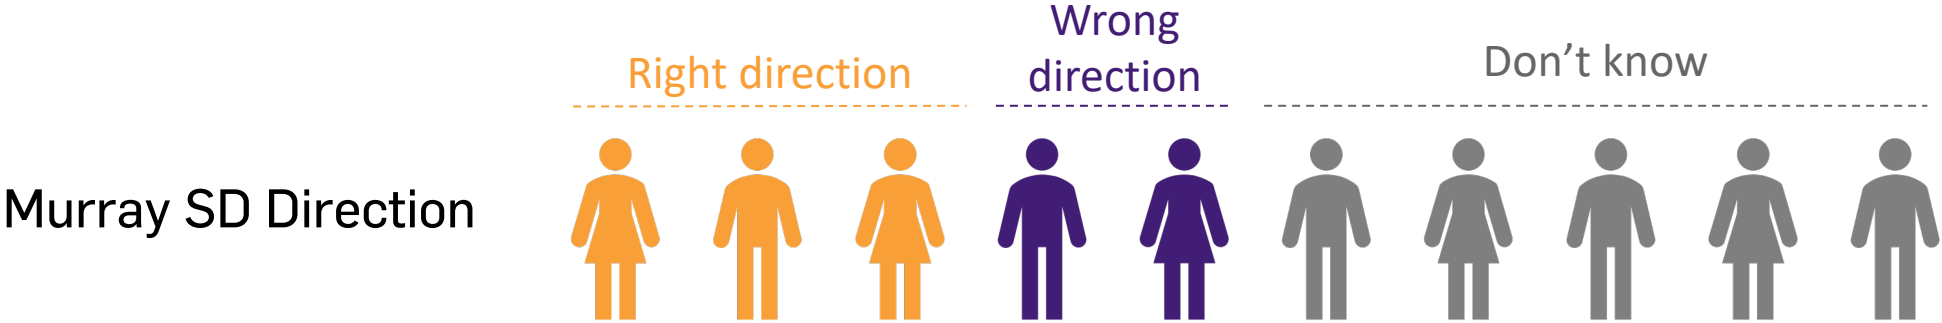 Right direction
Wrong
direction
Don’t know
Murray SD Direction